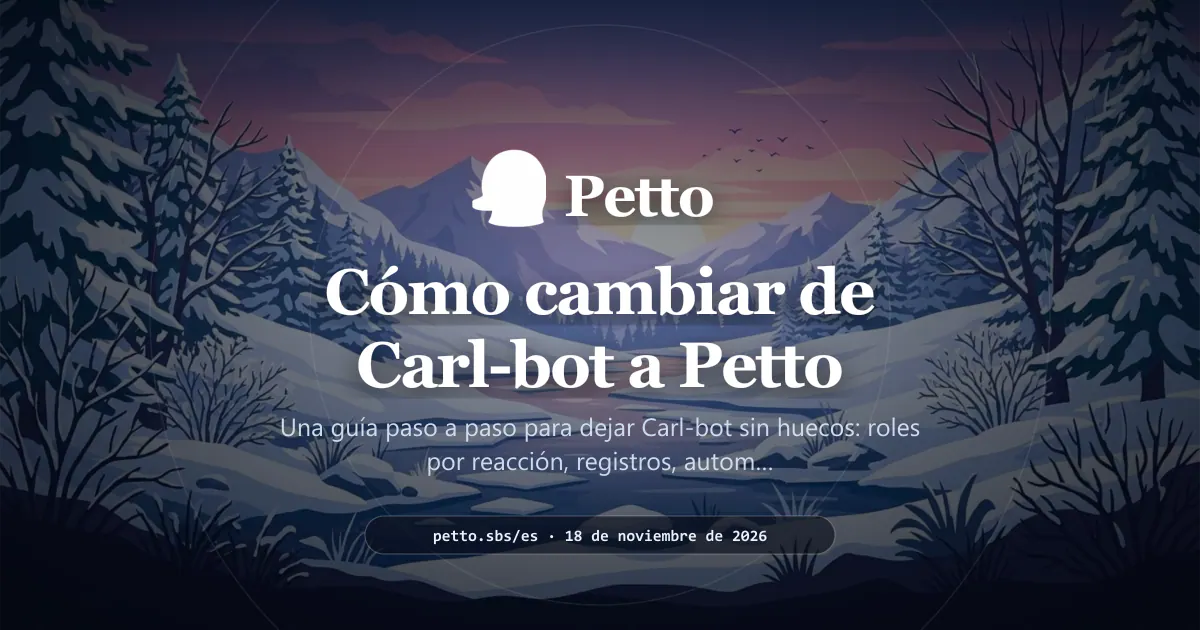 Petto
Cómo cambiar de
Carl-bot a Petto
Una guía paso a paso para dejar Carl-bot sin huecos: roles
por reacción, registros, autom...
petto.sbs/es · 18 de noviembre de 2026